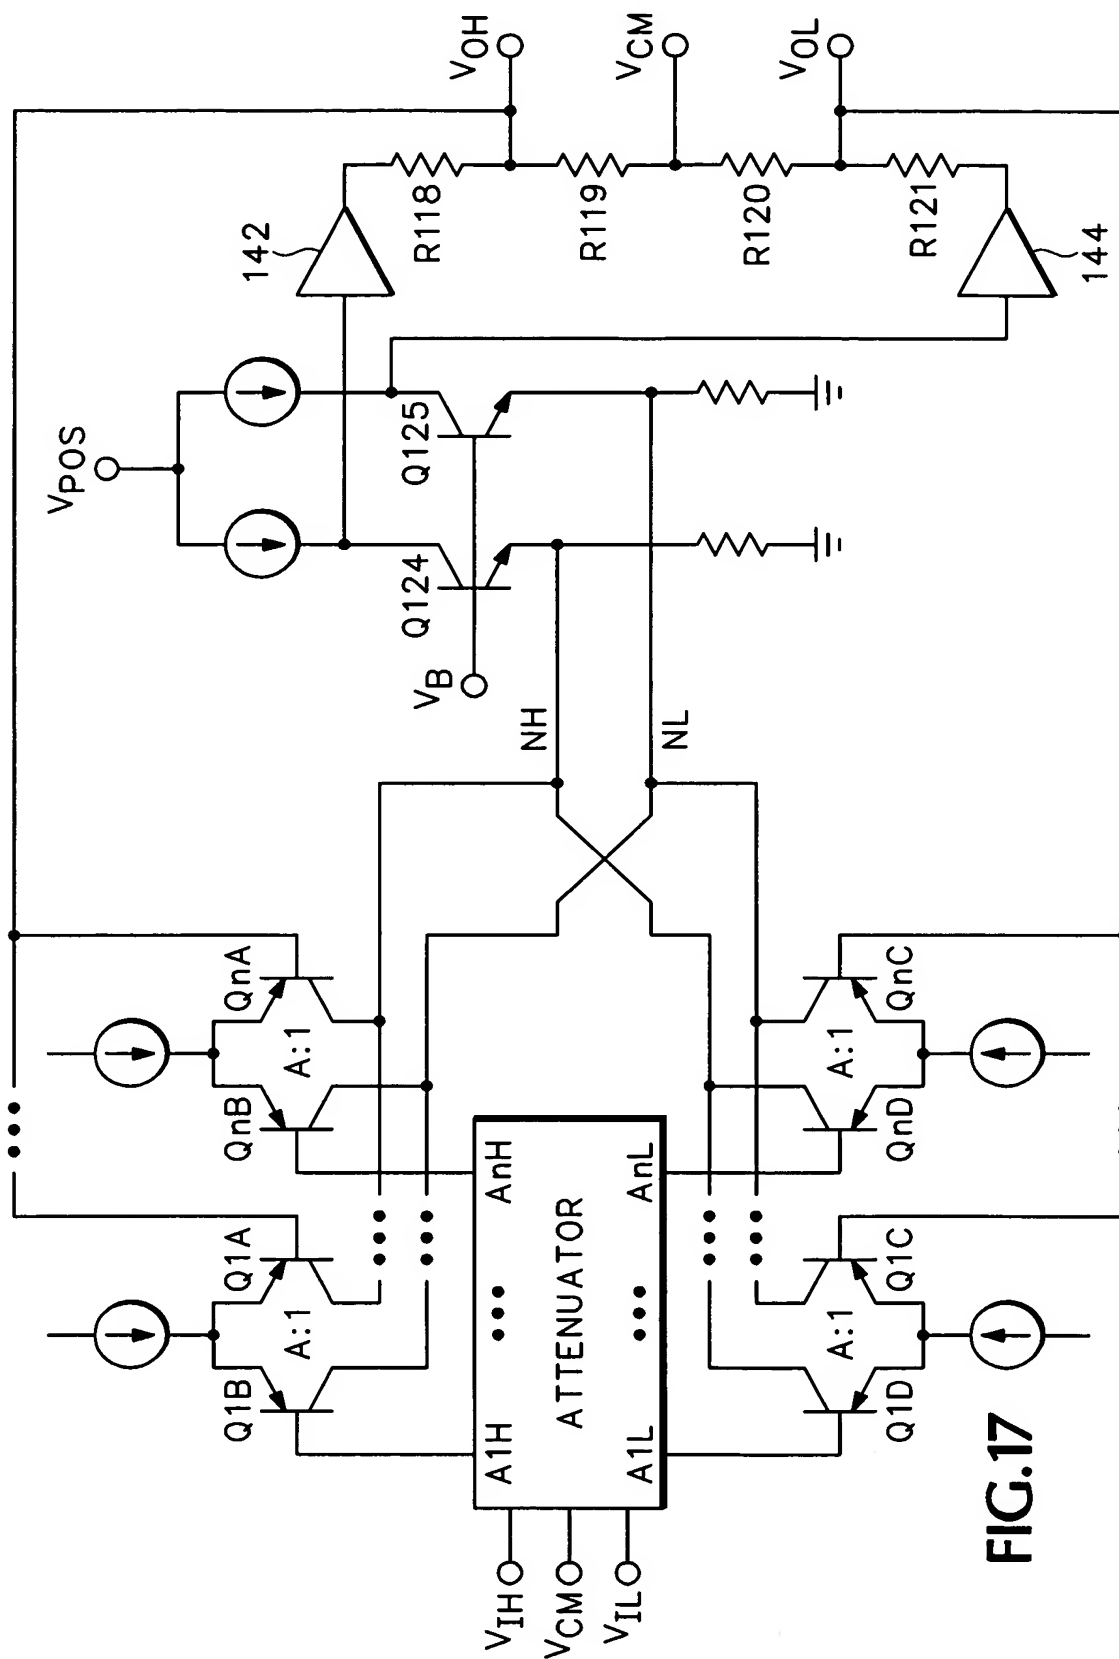 VPOS
VB
Q124
Q125
142
144
R118
R119
R120
R121
VOH
VCM
VOL
NH
NL
Q1B
Q1A
A:1
QnB
QnA
A:1
VIH
VCM
VIL
A1H
AnH
ATTENUATOR
A1L
AnL
Q1D
Q1C
A:1
QnD
QnC
A:1
FIG.17